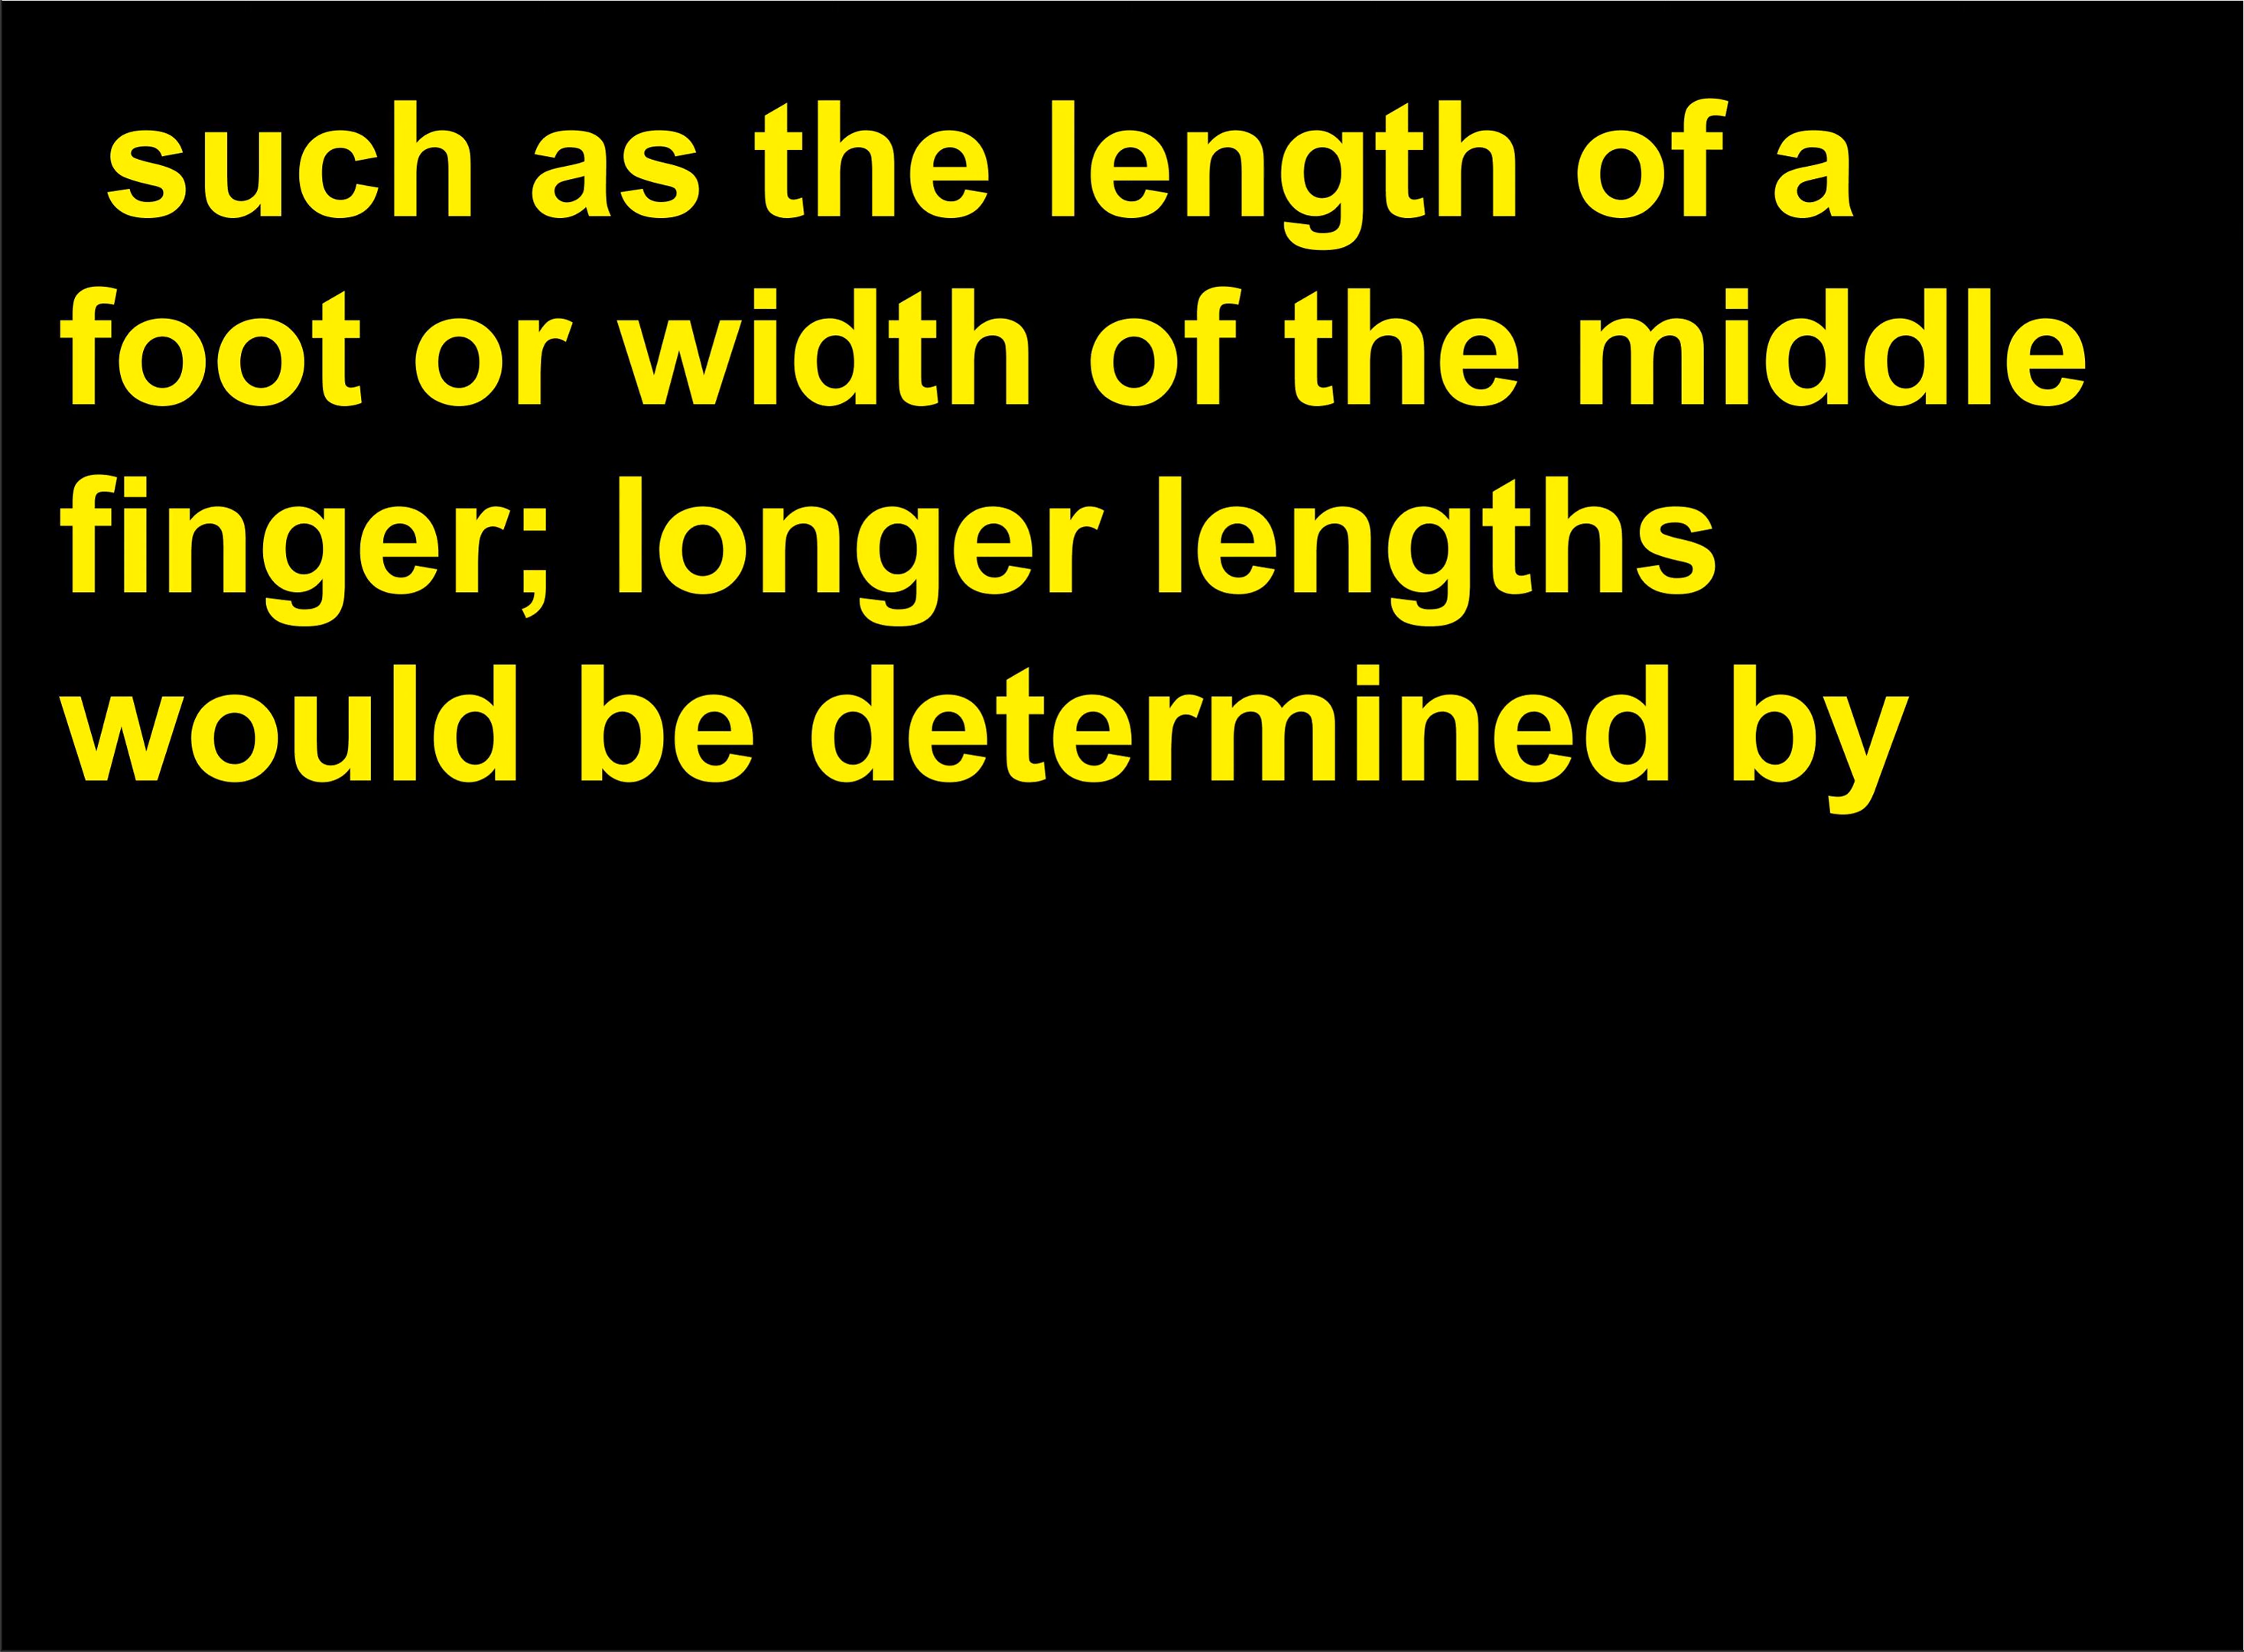 such as the length of a
foot or width of the middle
finger; longer lengths
would be determined by